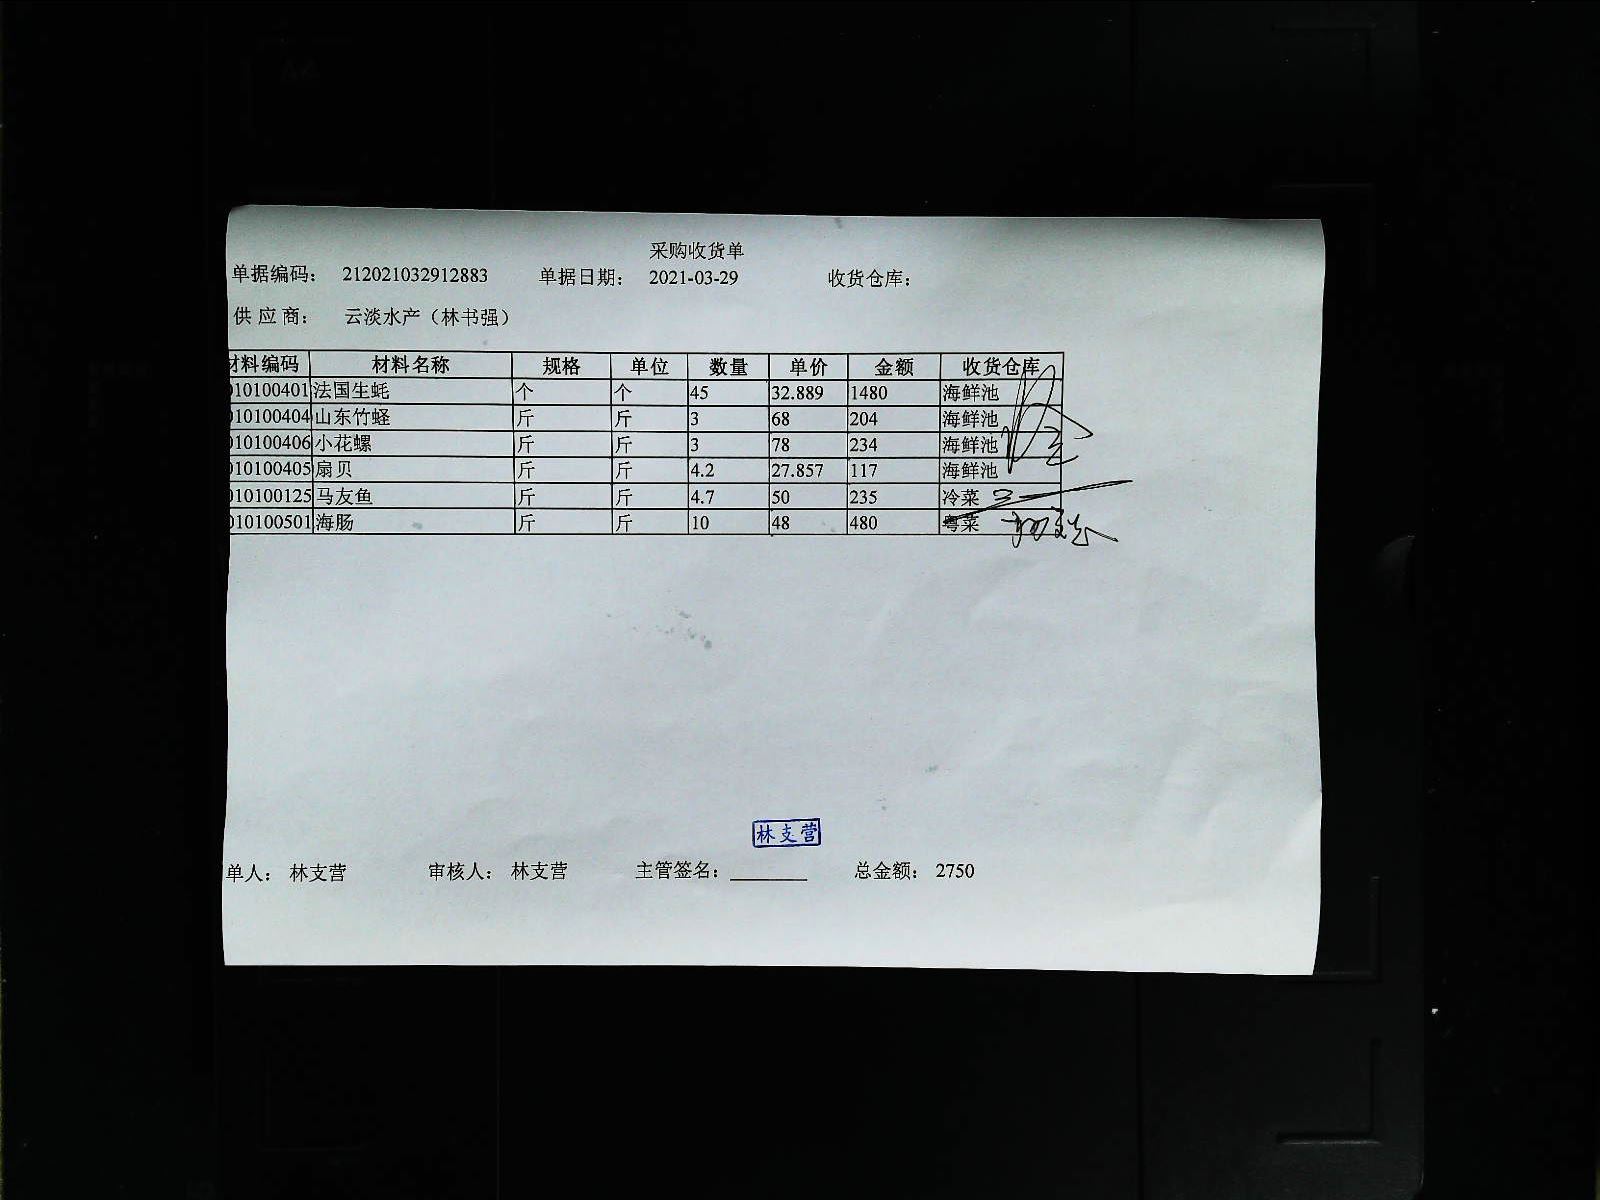 采购收货单
单据编码： 212021032912883 单据日期： 2021-03-29 收货仓库：
供应商： 云淡水产（林书强）
材料编码 材料名称 规格 单位 数量 单价 金额 收货仓库
010100401 法国生蚝 个 个 45 32.889 1480 海鲜池
010100404 山东竹蛏 斤 斤 3 68 204 海鲜池
010100406 小花螺 斤 斤 3 78 234 海鲜池
010100405 扇贝 斤 斤 4.2 27.857 117 海鲜池
010100125 马友鱼 斤 斤 4.7 50 235 冷菜
010100501 海肠 斤 斤 10 48 480 粤菜
林支营
单人： 林支营 审核人： 林支营 主管签名： 总金额： 2750